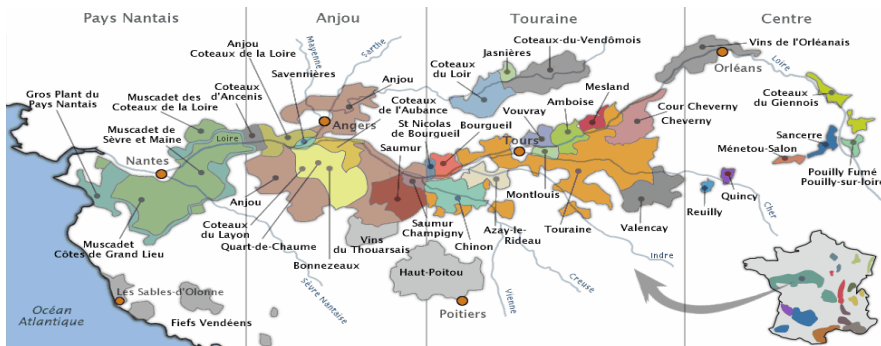 Pays Nantais
Anjou
Touraine
Centre
Gros Plant du
Pays Nantais
Muscadet des
Coteaux de la Loire
Muscadet de
Sèvre et Maine
Coteaux
d'Ancenis
Anjou
Coteaux de la Loire
Savennières
Mayenne
Sarthe
Anjou
Angers
Loire
Nantes
Muscadet
Côtes de Grand Lieu
Anjou
Coteaux
du Layon
Quart-de-Chaume
Bonnezeaux
Saumur
Coteaux de
l'Aubance
St Nicolas
de Bourgueil
Bourgueil
Saumur
Champigny
Vins
du Thouarsais
Haut-Poitou
Poitiers
Sèvre Nantaise
Les Sables-d'Olonne
Fiefs Vendéens
Océan
Atlantique
Coteaux
du Loir
Jasnières
Coteaux-du-Vendômois
Vouvray
Amboise
Mesland
Cour Cheverny
Cheverny
Tours
Montlouis
Chinon
Azay-le-
Rideau
Touraine
Valencay
Vienne
Creuse
Indre
Cher
Vins de l'Orléanais
Orléans
Loire
Coteaux
du Giennois
Sancerre
Ménetou-Salon
Pouilly Fumé
Pouilly-sur-loire
Quincy
Reuilly